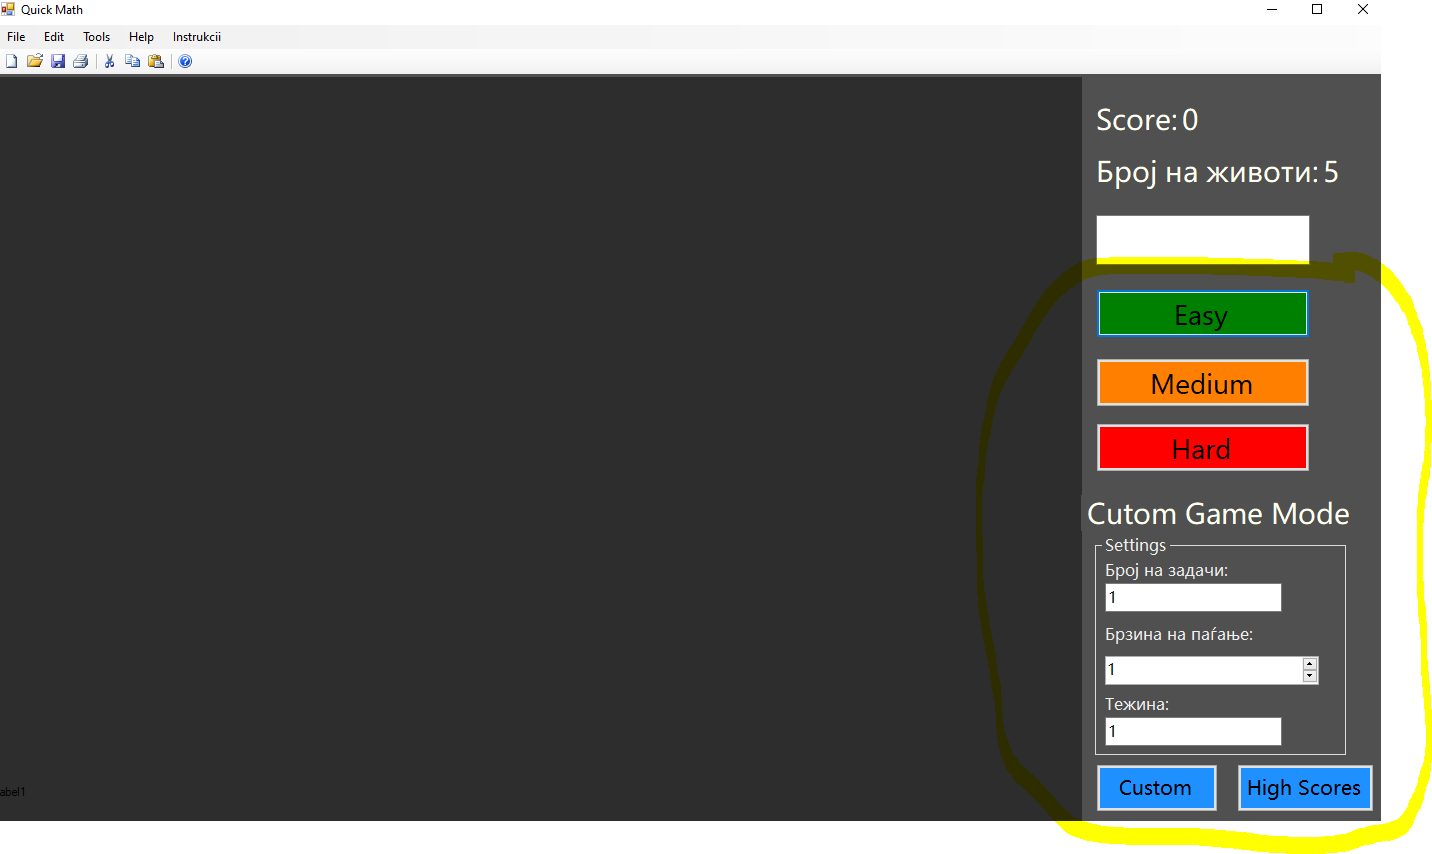 Quick Math
File Edit Tools Help Instrukcii
Score: 0
Број на животи: 5
Easy
Medium
Hard
Cutom Game Mode
Settings
Број на задачи:
1
Брзина на паѓање:
1
Тежина:
1
Custom High Scores
abel1